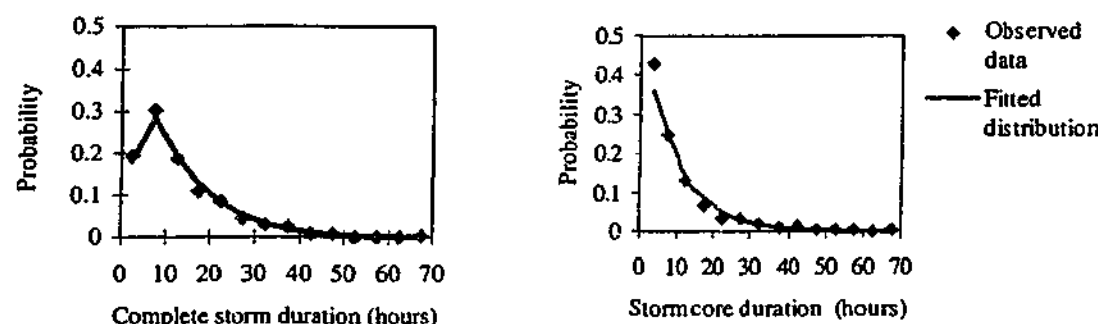 0.5
0.4
0.3
0.2
0.1
0
Probability
0 10 20 30 40 50 60 70
Complete storm duration (hours)
0.5
0.4
0.3
0.2
0.1
0
Probability
0 10 20 30 40 50 60 70
Stormcore duration (hours)
Observed
data
Fitted
distribution